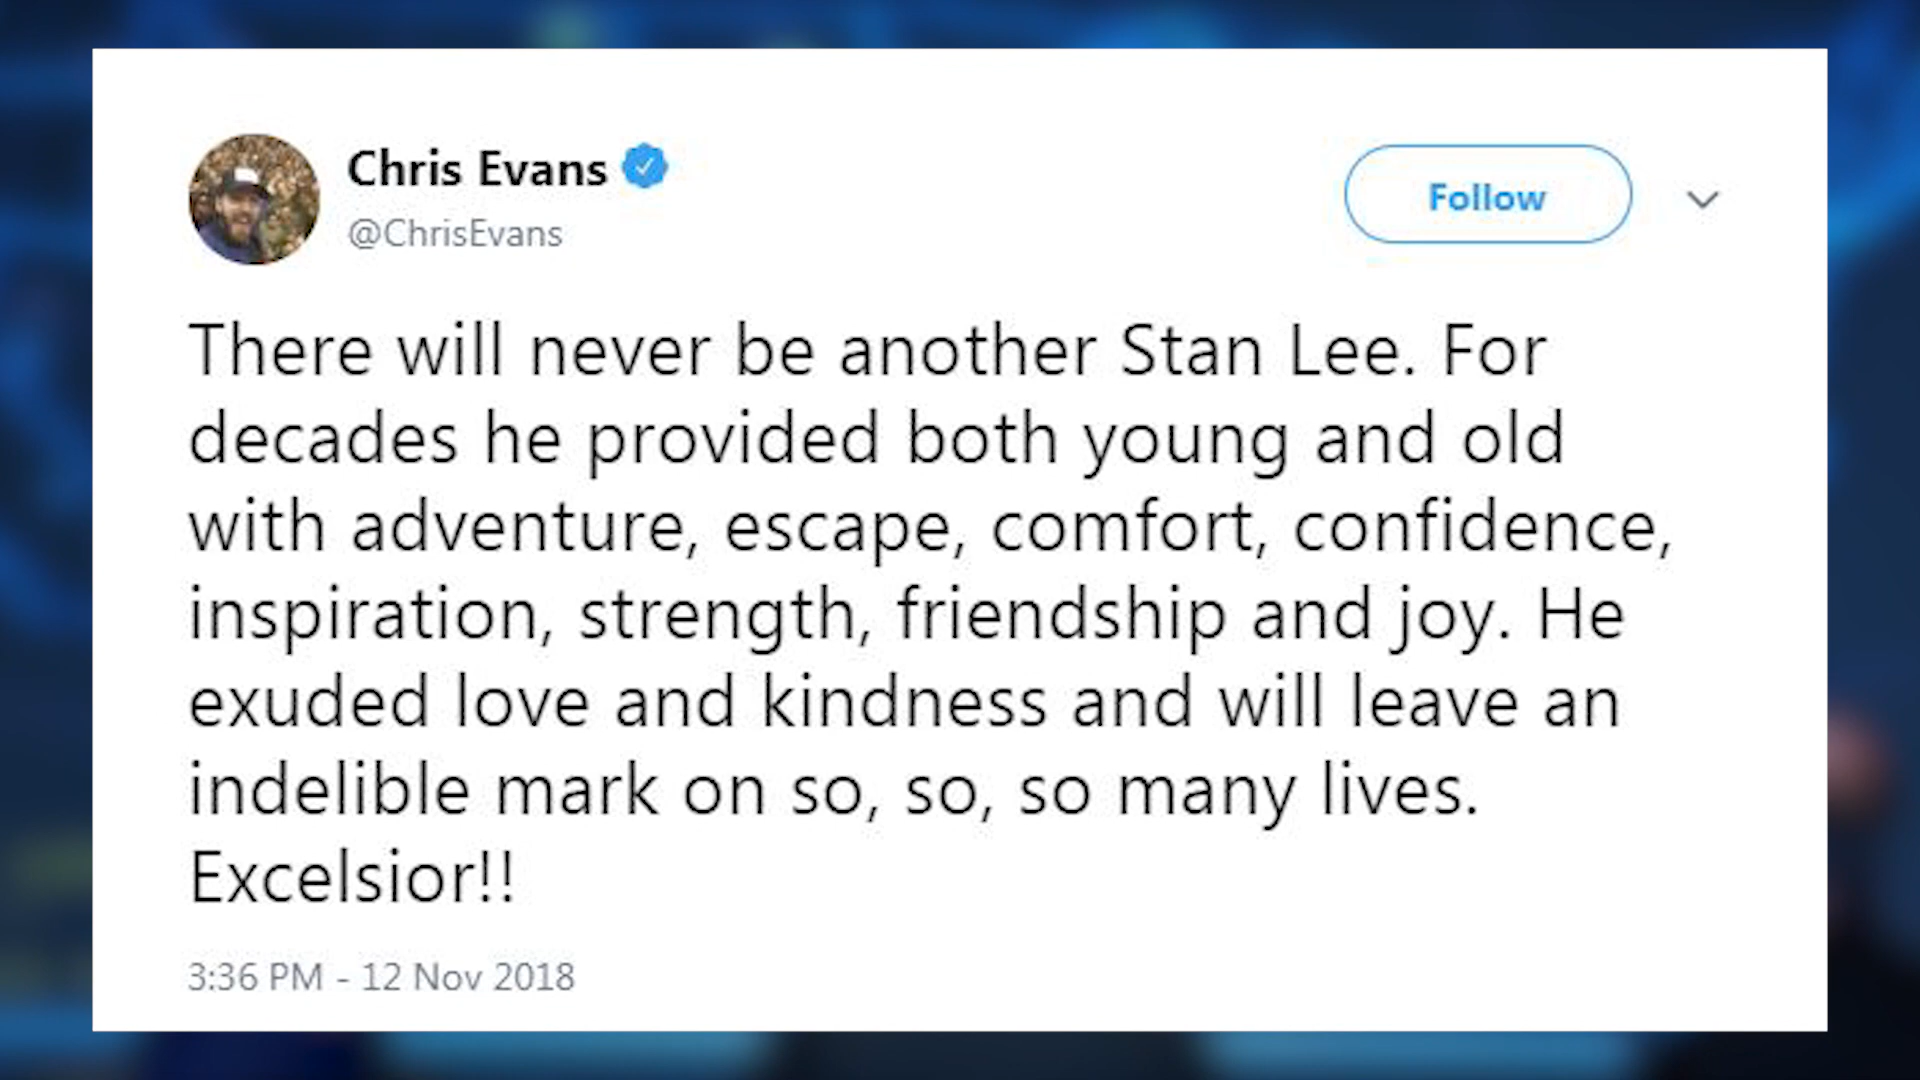 Chris Evans
@ChrisEvans
Follow
There will never be another Stan Lee. For
decades he provided both young and old
with adventure, escape, comfort, confidence,
inspiration, strength, friendship and joy. He
exuded love and kindness and will leave an
indelible mark on so, so, so many lives.
Excelsior!!
3:36 PM - 12 Nov 2018